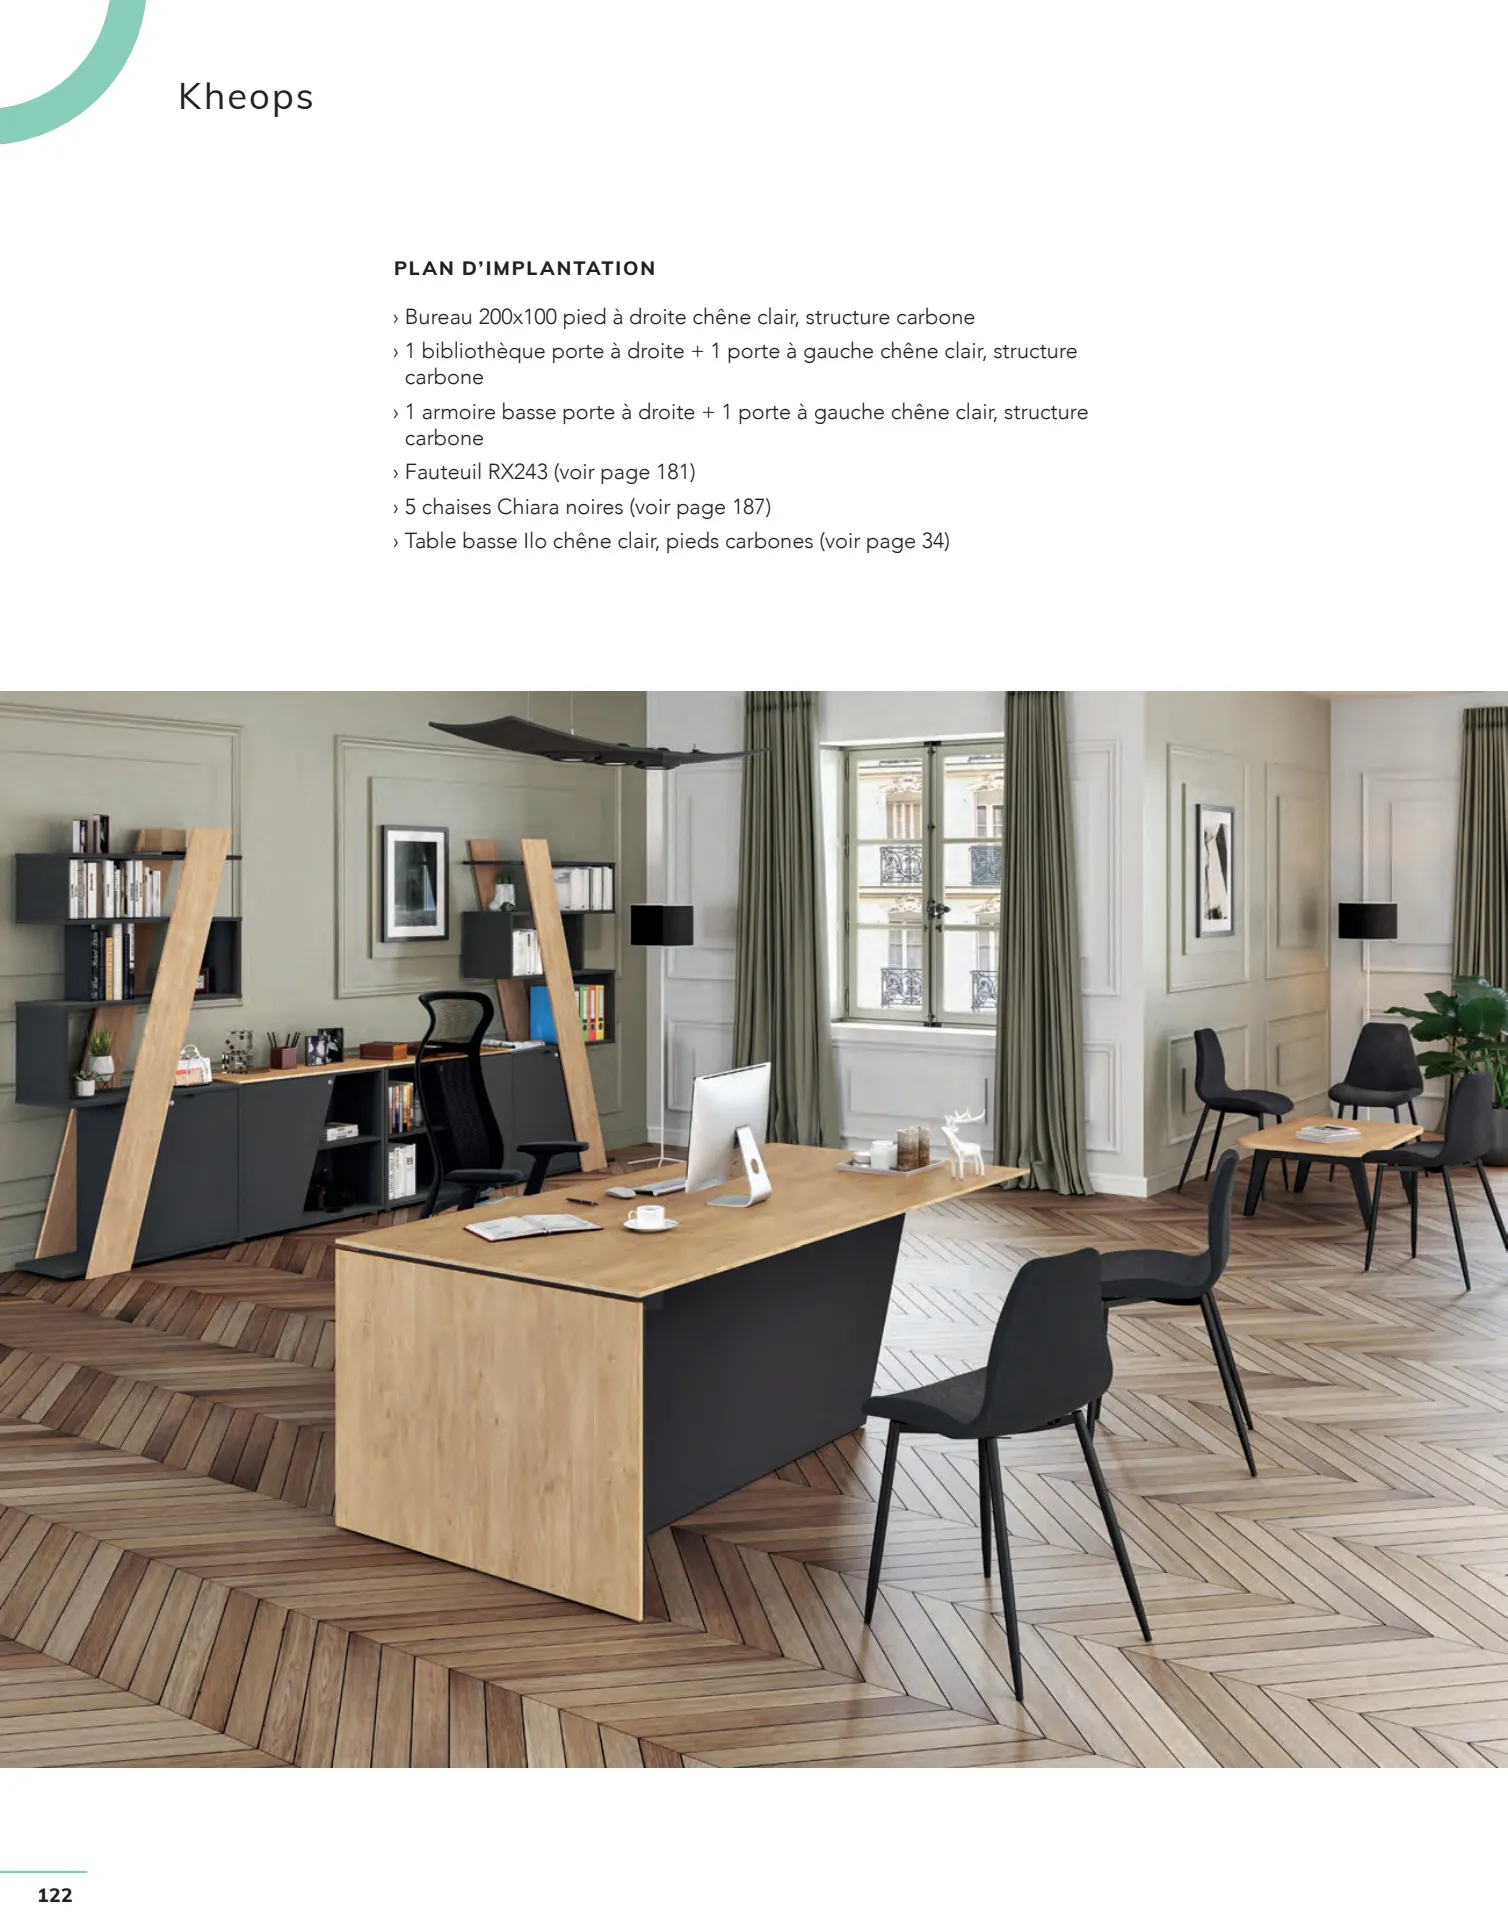 Kheops
PLAN D’IMPLANTATION
› Bureau 200x100 pied à droite chêne clair, structure carbone
› 1 bibliothèque porte à droite + 1 porte à gauche chêne clair, structure
carbone
› 1 armoire basse porte à droite + 1 porte à gauche chêne clair, structure
carbone
› Fauteuil RX243 (voir page 181)
› 5 chaises Chiara noires (voir page 187)
› Table basse Ilo chêne clair, pieds carbones (voir page 34)
122